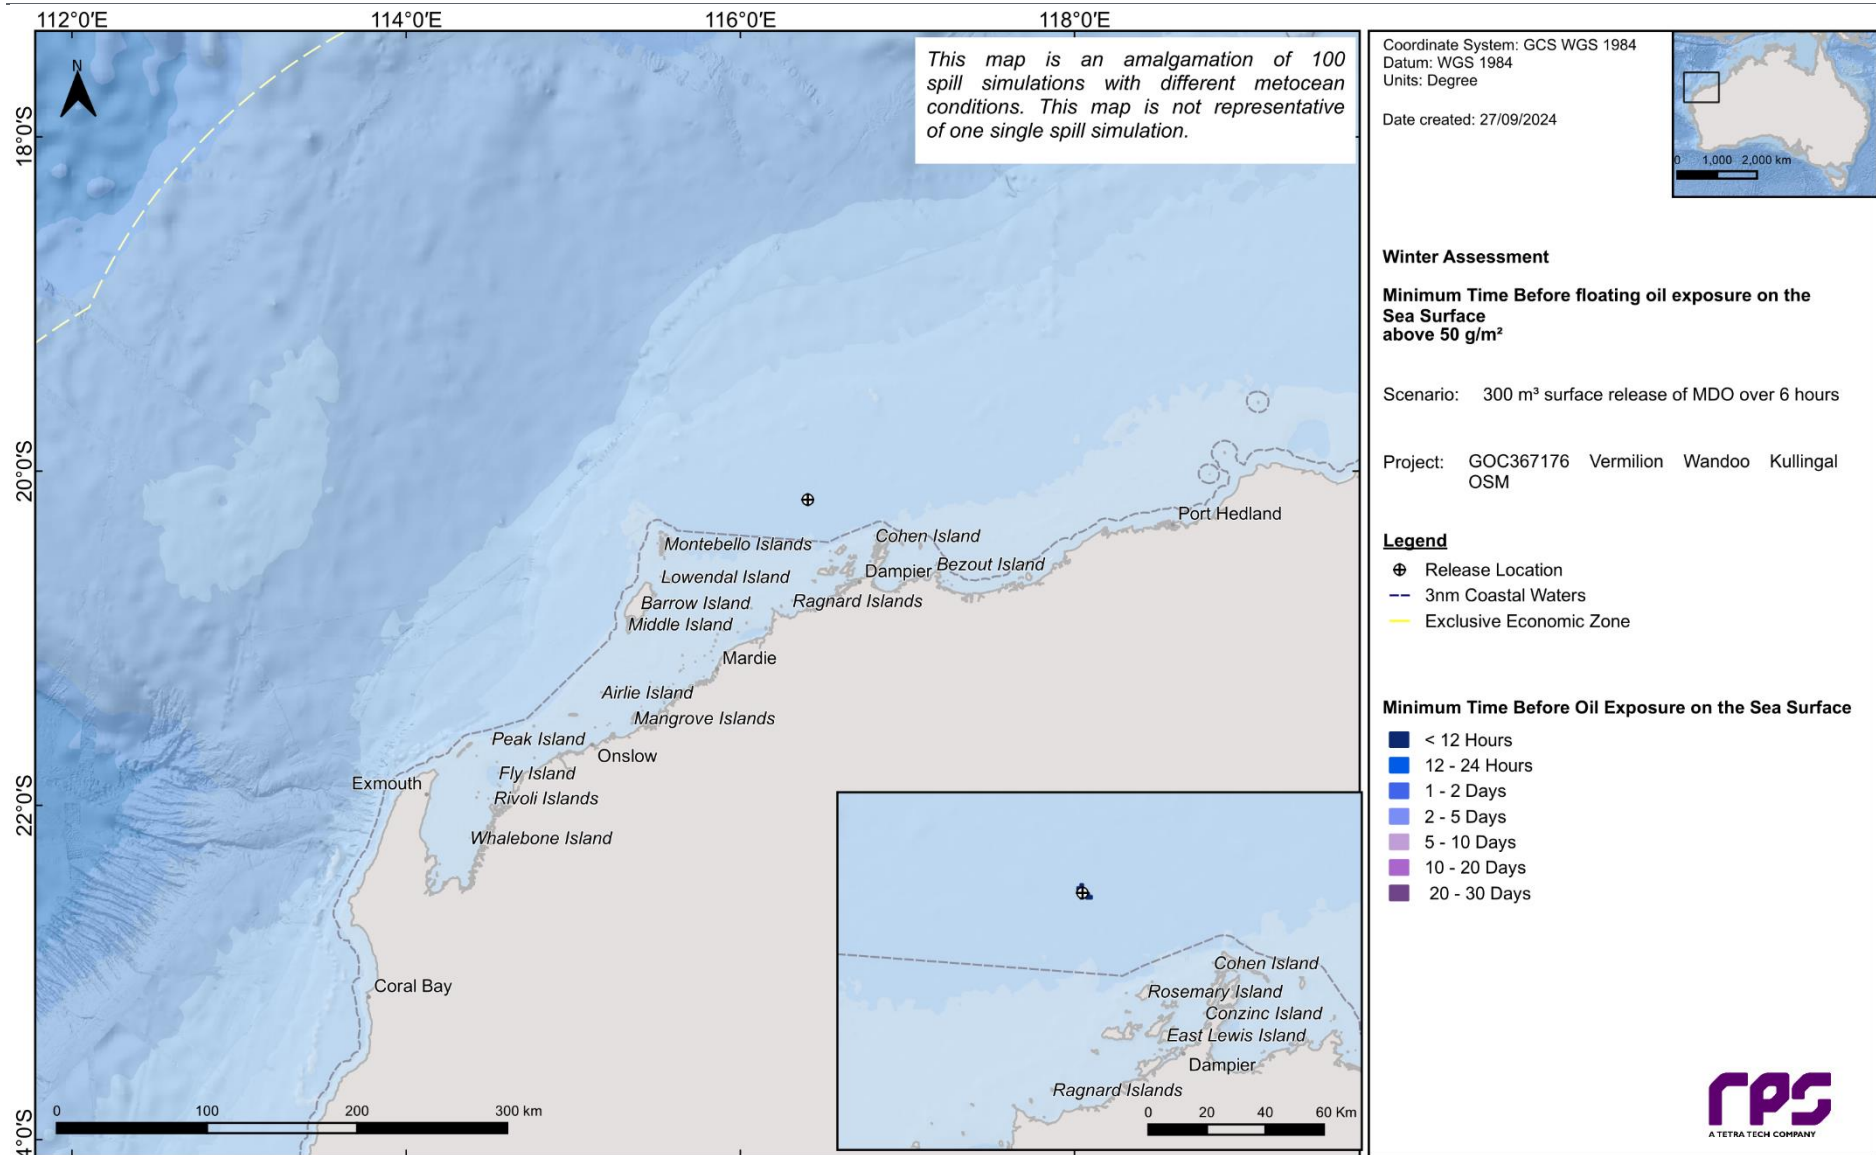 112°0'E
114°0'E
116°0'E
118°0'E
18°0'S
20°0'S
22°0'S
4°0'S
N
This map is an amalgamation of 100
spill simulations with different metocean
conditions. This map is not representative
of one single spill simulation.
Montebello Islands
Cohen Island
Port Hedland
Lowendal Island
Dampier
Bezout Island
Barrow Island
Ragnard Islands
Middle Island
Mardie
Airlie Island
Mangrove Islands
Peak Island
Onslow
Exmouth
Fly Island
Rivoli Islands
Whalebone Island
Coral Bay
0 100 200 300 km
Cohen Island
Rosemary Island
Conzinc Island
East Lewis Island
Dampier
Ragnard Islands
0 20 40 60 Km
Coordinate System: GCS WGS 1984
Datum: WGS 1984
Units: Degree
Date created: 27/09/2024
0 1,000 2,000 km
Winter Assessment
Minimum Time Before floating oil exposure on the
Sea Surface
above 50 g/m²
Scenario: 300 m³ surface release of MDO over 6 hours
Project: GOC367176 Vermilion Wandoo Kullingal
OSM
Legend
Release Location
3nm Coastal Waters
Exclusive Economic Zone
Minimum Time Before Oil Exposure on the Sea Surface
< 12 Hours
12 - 24 Hours
1 - 2 Days
2 - 5 Days
5 - 10 Days
10 - 20 Days
20 - 30 Days
rps
A TETRA TECH COMPANY